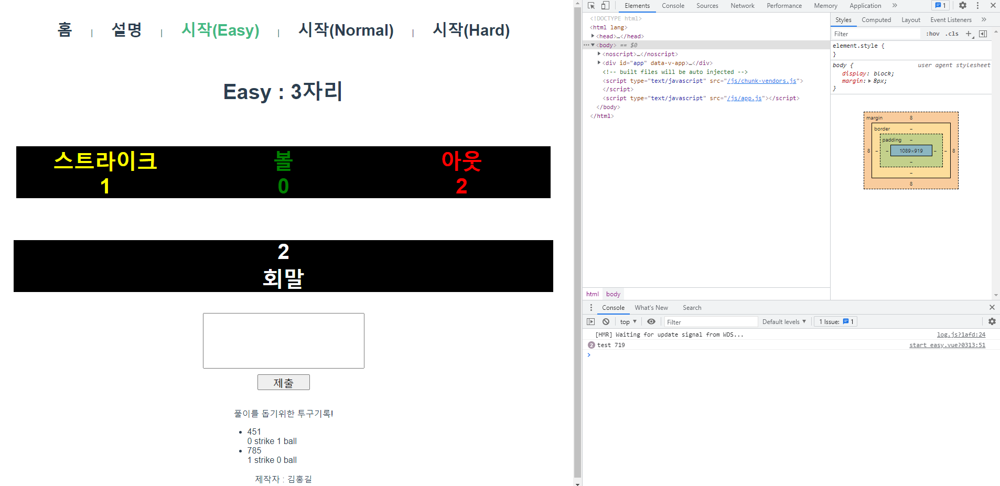 홈 | 설명 | 시작(Easy) | 시작(Normal) | 시작(Hard)
Easy : 3자리
스트라이크 볼 아웃
1 0 2
2
회말
제출
풀이를 돕기위한 투구기록!
• 451
0 strike 1 ball
• 785
1 strike 0 ball
제작자 : 김홍길
Elements Console Sources Network Performance Memory Application » 1
<!DOCTYPE html>
<html lang>
<head>…</head>
<body> == $0
<noscript>…</noscript>
<div id="app" data-v-app>…</div>
<!-- built files will be auto injected -->
<script type="text/javascript" src="/js/chunk-vendors.js">
</script>
<script type="text/javascript" src="/js/app.js"></script>
</body>
</html>
html body
Styles Computed Layout Event Listeners »
Filter :hov .cls +
element.style {
}
body { user agent stylesheet
display: block;
margin: 8px;
}
margin 8
border –
padding –
8 – – 1089×919 – – 8
–
–
8
Console What's New Search
top Filter Default levels 1 Issue: 1
[HMR] Waiting for update signal from WDS... log.js?1afd:24
2 test 719 start easy.vue?0313:51